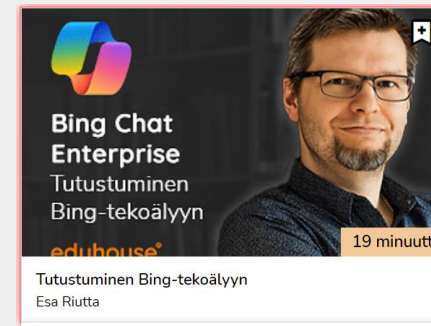 Bing Chat
Enterprise
Tutustuminen
Bing-tekoälyyn
eduhouse®
19 minuutt
Tutustuminen Bing-tekoälyyn
Esa Riutta